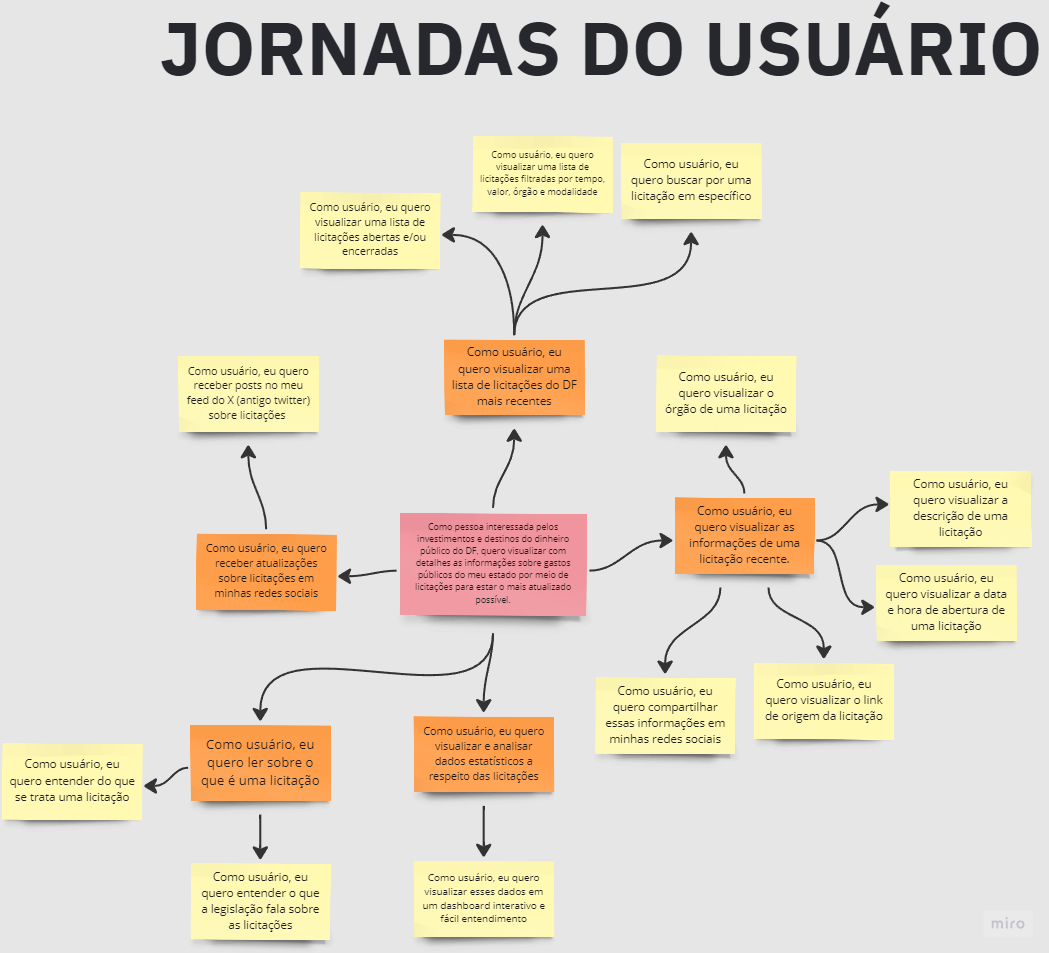 JORNADAS DO USUÁRIO
Como usuário, eu quero
visualizar uma lista de
licitações filtradas por tempo,
valor, órgão e modalidade
Como usuário, eu
quero buscar por uma
licitação em específico
Como usuário, eu quero
visualizar uma lista de
licitações abertas e/ou
encerradas
Como usuário, eu
quero visualizar uma
lista de licitações do DF
mais recentes
Como usuário, eu quero
receber posts no meu
feed do X (antigo twitter)
sobre licitações
Como usuário, eu
quero visualizar o
órgão de uma licitação
Como usuário, eu
quero visualizar a
descrição de uma
licitação
Como usuário, eu
quero visualizar as
informações de uma
licitação recente.
Como pessoa interessada pelos
investimentos e destinos do dinheiro
público do DF, quero visualizar com
detalhes as informações sobre gastos
públicos do meu estado por meio de
licitações para estar o mais atualizado
possível.
Como usuário, eu quero
receber atualizações
sobre licitações em
minhas redes sociais
Como usuário, eu
quero visualizar a data
e hora de abertura de
uma licitação
Como usuário, eu
quero compartilhar
essas informações em
minhas redes sociais
Como usuário, eu
quero visualizar o link
de origem da licitação
Como usuário, eu
quero ler sobre o
que é uma licitação
Como usuário, eu quero
visualizar e analisar
dados estatísticos a
respeito das licitações
Como usuário, eu
quero entender do que
se trata uma licitação
Como usuário, eu
quero entender o que
a legislação fala sobre
as licitações
Como usuário, eu quero
visualizar esses dados em
um dashboard interativo e
fácil entendimento
miro